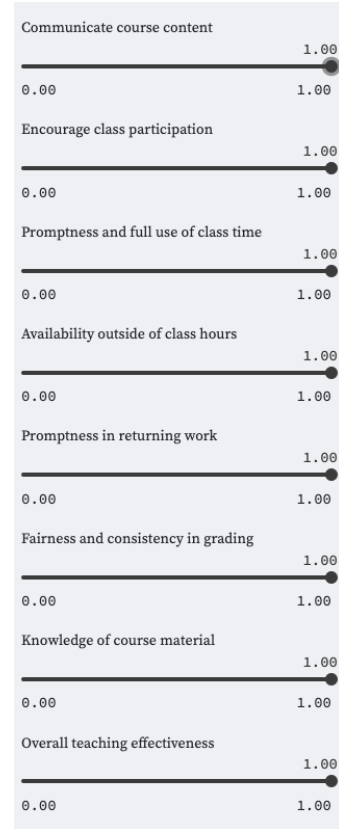 Communicate course content
1.00
0.00 1.00
Encourage class participation
1.00
0.00 1.00
Promptness and full use of class time
1.00
0.00 1.00
Availability outside of class hours
1.00
0.00 1.00
Promptness in returning work
1.00
0.00 1.00
Fairness and consistency in grading
1.00
0.00 1.00
Knowledge of course material
1.00
0.00 1.00
Overall teaching effectiveness
1.00
0.00 1.00